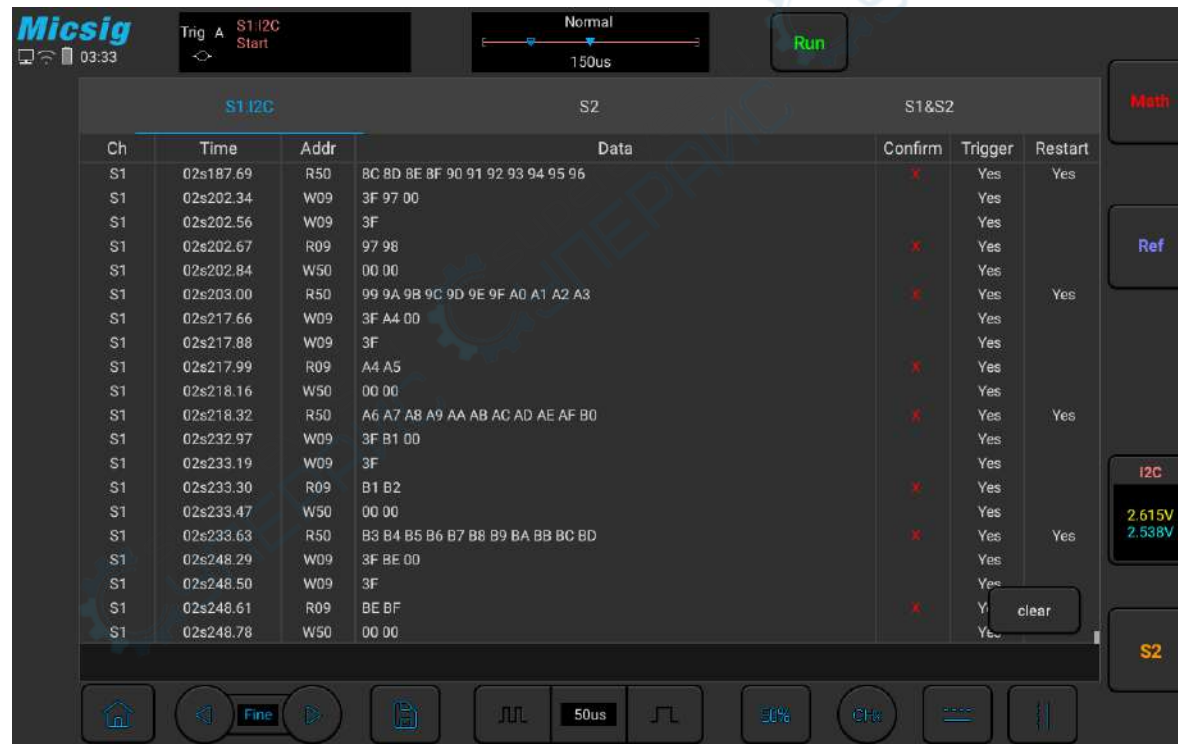 Micsig
03:33
Trig A S1:I2C
Start
Normal
150us
Run
S1:I2C S2 S1&S2
Ch Time Addr Data Confirm Trigger Restart
S1 02s187.69 R50 8C 8D 8E 8F 90 91 92 93 94 95 96 X Yes Yes
S1 02s202.34 W09 3F 97 00 Yes
S1 02s202.56 W09 3F Yes
S1 02s202.67 R09 97 98 X Yes
S1 02s202.84 W50 00 00 Yes
S1 02s203.00 R50 99 9A 9B 9C 9D 9E 9F A0 A1 A2 A3 X Yes Yes
S1 02s217.66 W09 3F A4 00 Yes
S1 02s217.88 W09 3F Yes
S1 02s217.99 R09 A4 A5 X Yes
S1 02s218.16 W50 00 00 Yes
S1 02s218.32 R50 A6 A7 A8 A9 AA AB AC AD AE AF B0 X Yes Yes
S1 02s232.97 W09 3F B1 00 Yes
S1 02s233.19 W09 3F Yes
S1 02s233.30 R09 B1 B2 X Yes
S1 02s233.47 W50 00 00 Yes
S1 02s233.63 R50 B3 B4 B5 B6 B7 B8 B9 BA BB BC BD X Yes Yes
S1 02s248.29 W09 3F BE 00 Yes
S1 02s248.50 W09 3F Yes
S1 02s248.61 R09 BE BF X
S1 02s248.78 W50 00 00 Yes
clear
Math
Ref
I2C
2.615V
2.538V
S2
Fine
50us
50%
CHx